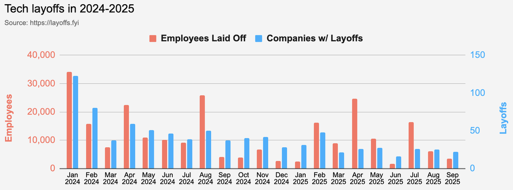 Tech layoffs in 2024-2025
Source: https://layoffs.fyi
Employees Laid Off
Companies w/ Layoffs
40,000
150
30,000
100
20,000
50
10,000
0
0
Employees
Layoffs
Jan 2024
Feb 2024
Mar 2024
Apr 2024
May 2024
Jun 2024
Jul 2024
Aug 2024
Sep 2024
Oct 2024
Nov 2024
Dec 2024
Jan 2025
Feb 2025
Mar 2025
Apr 2025
May 2025
Jun 2025
Jul 2025
Aug 2025
Sep 2025